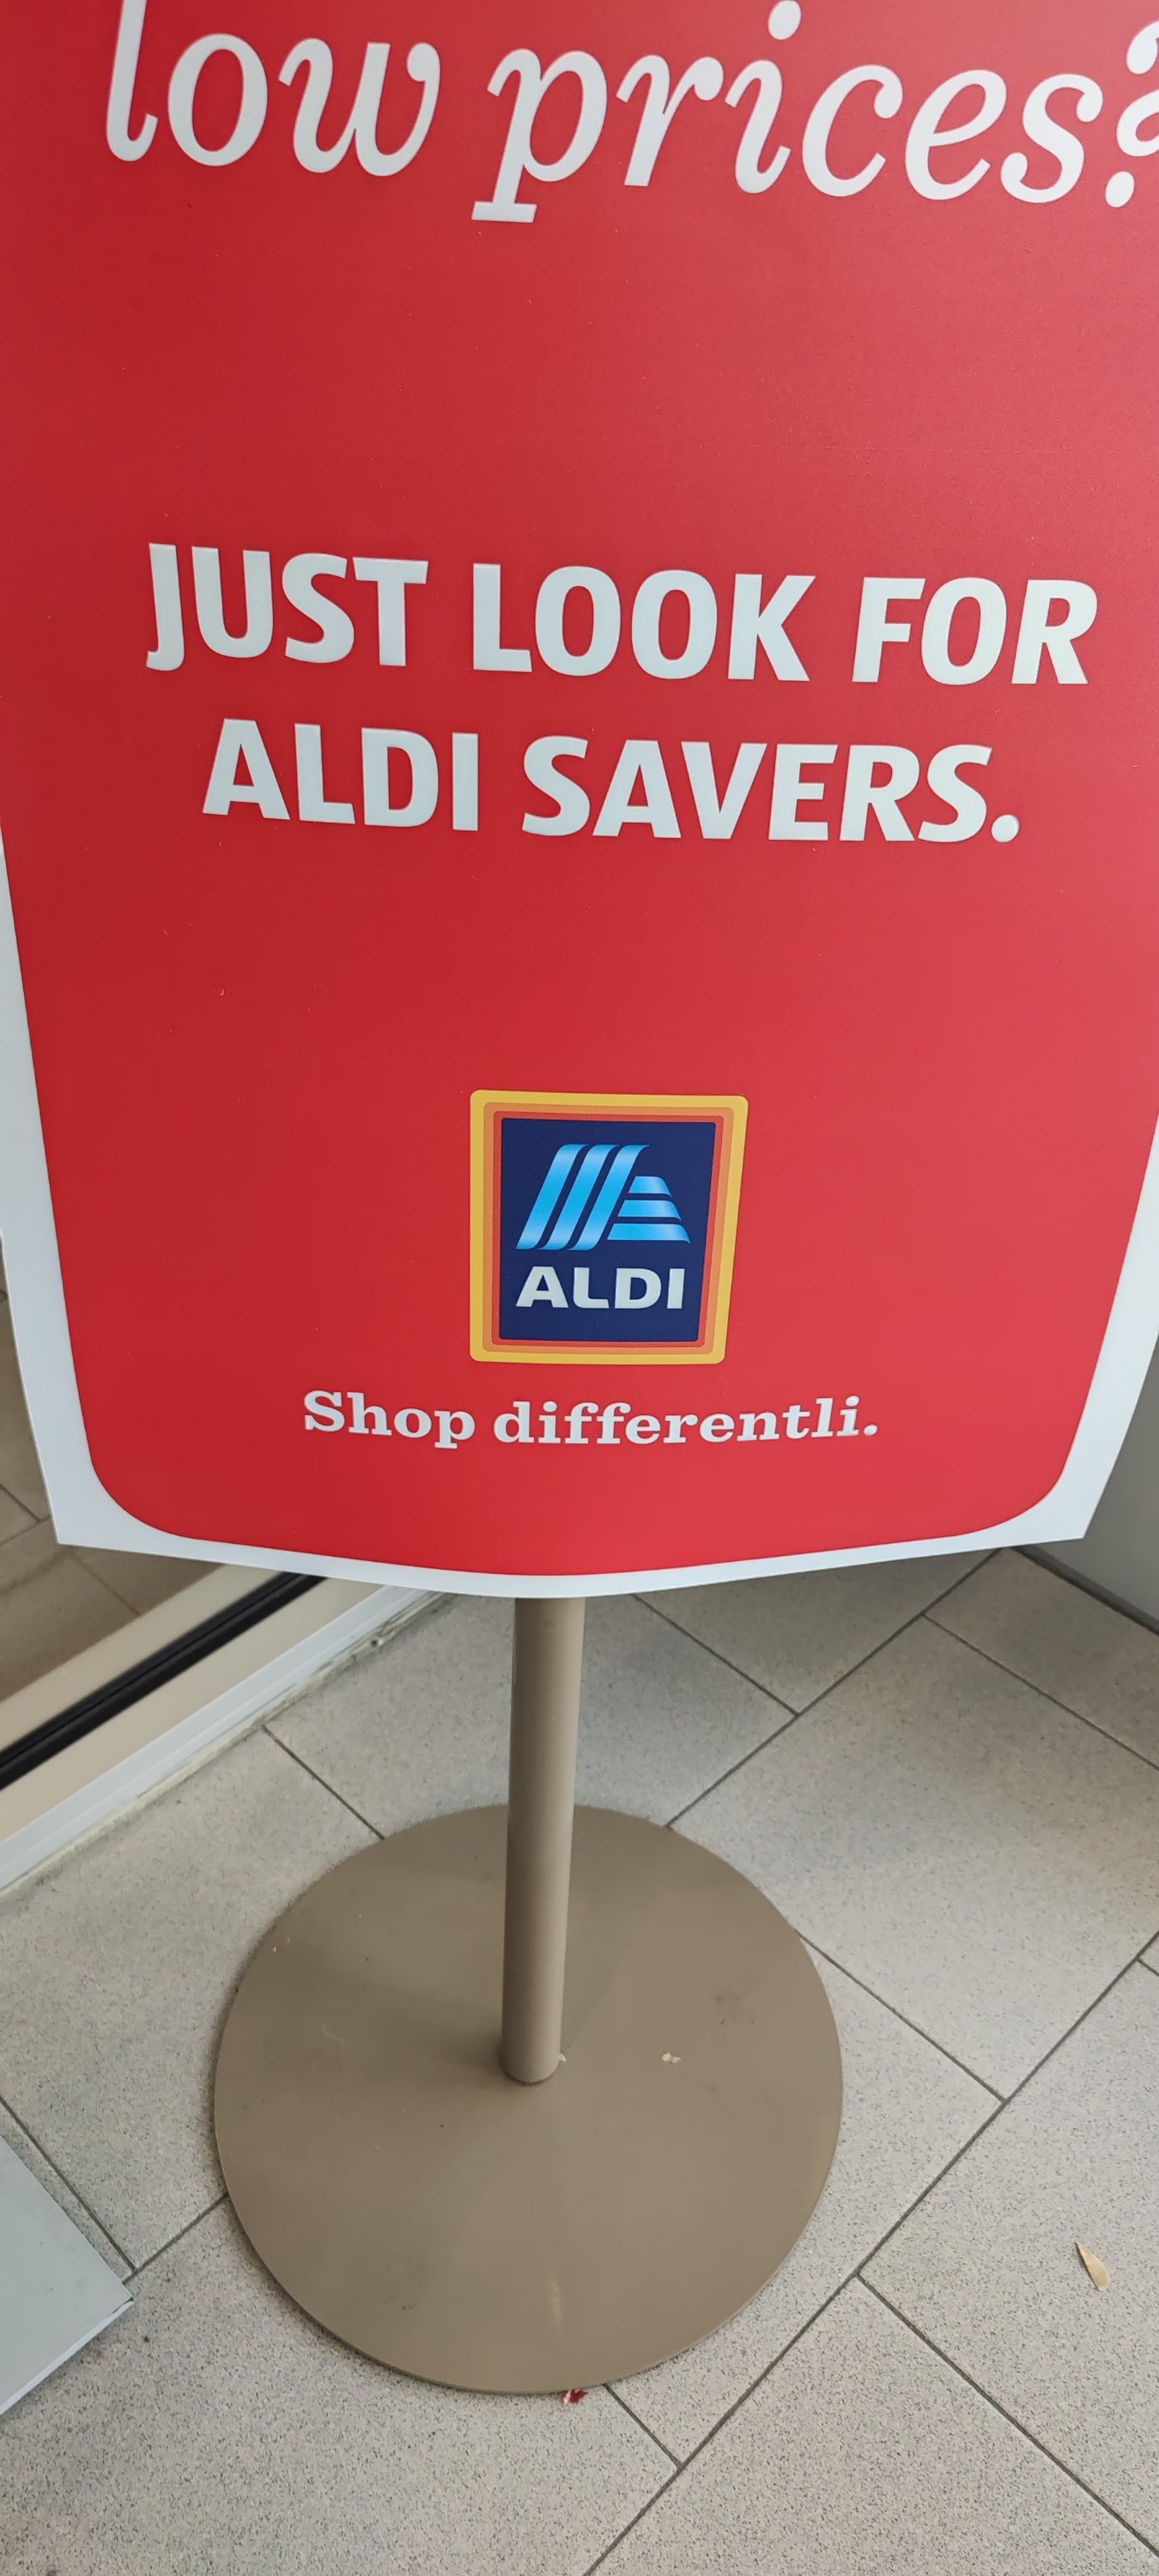 low prices?
JUST LOOK FOR
ALDI SAVERS.
ALDI
Shop differentli.